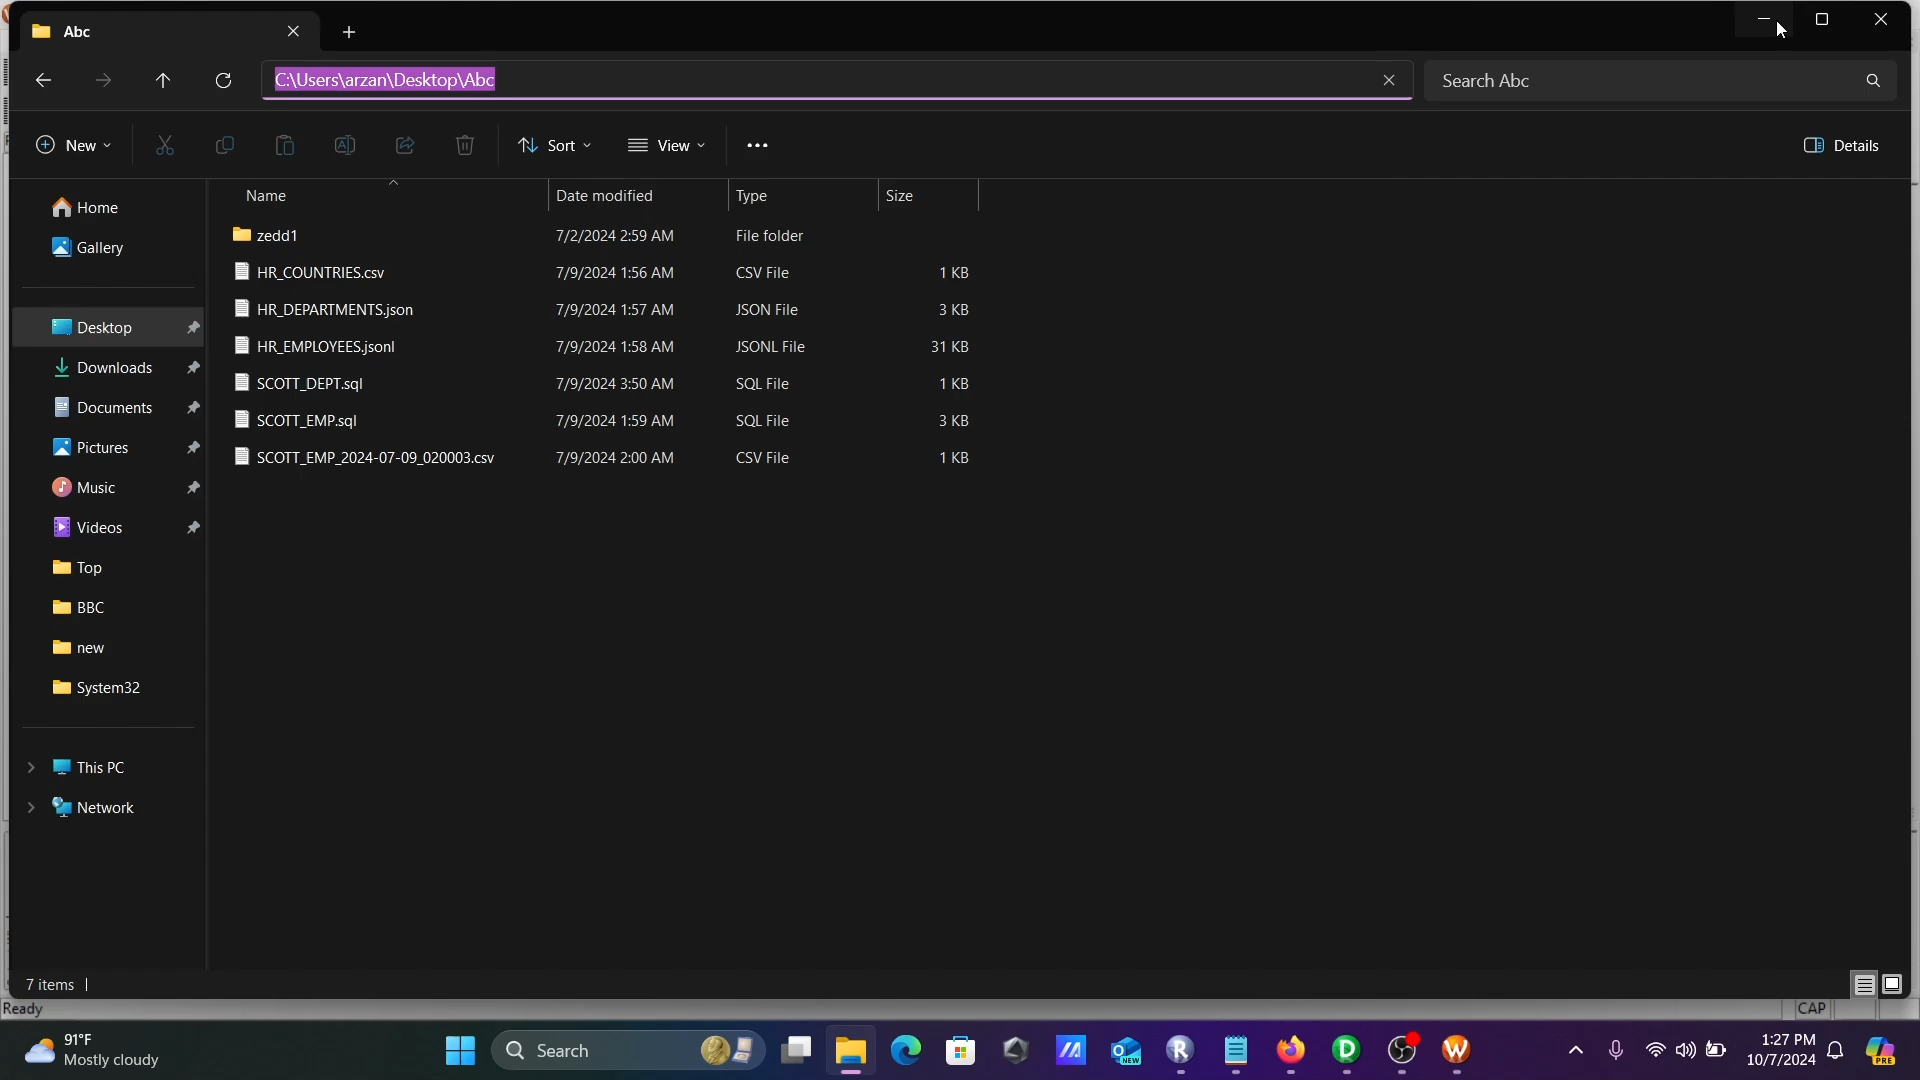 Abc
C:\Users\arzan\Desktop\Abc
Search Abc
New
Sort
View
Details
Name Date modified Type Size
Home
Gallery
Desktop
Downloads
Documents
Pictures
Music
Videos
Top
BBC
new
System32
This PC
Network
zedd1 7/2/2024 2:59 AM File folder
HR_COUNTRIES.csv 7/9/2024 1:56 AM CSV File 1 KB
HR_DEPARTMENTS.json 7/9/2024 1:57 AM JSON File 3 KB
HR_EMPLOYEES.jsonl 7/9/2024 1:58 AM JSONL File 31 KB
SCOTT_DEPT.sql 7/9/2024 3:50 AM SQL File 1 KB
SCOTT_EMP.sql 7/9/2024 1:59 AM SQL File 3 KB
SCOTT_EMP_2024-07-09_020003.csv 7/9/2024 2:00 AM CSV File 1 KB
7 items
Ready CAP
91°F
Mostly cloudy
Search
NEW
R
D
W
1:27 PM
10/7/2024
PRE